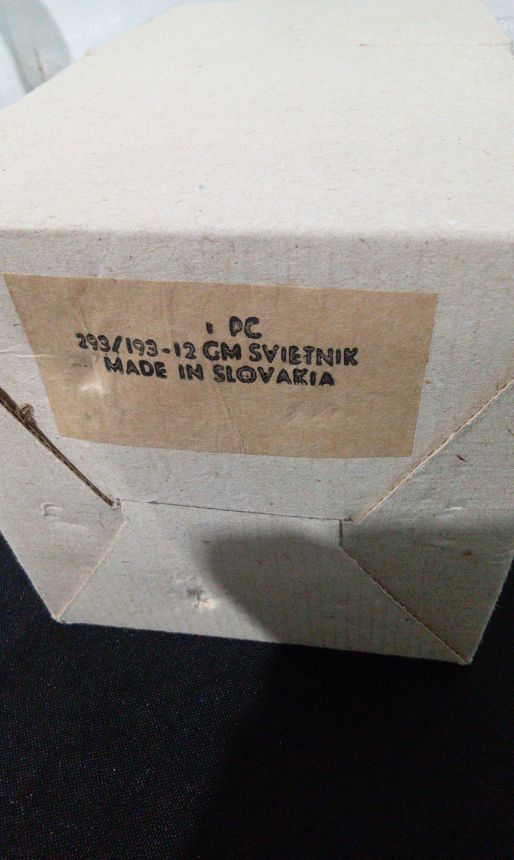 1 PC
293/193-12 CM SVIETNIK
MADE IN SLOVAKIA